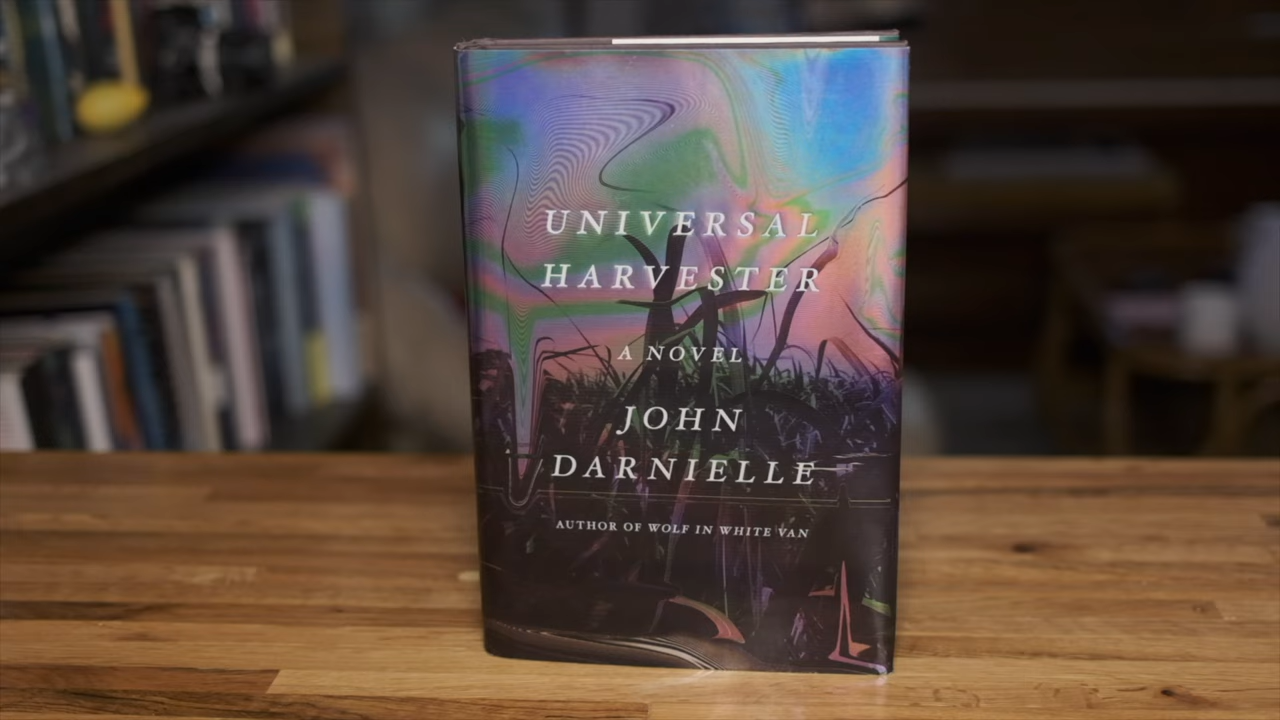 UNIVERSAL
HARVESTER
A NOVEL
JOHN
DARNIELLE
AUTHOR OF WOLF IN WHITE VAN